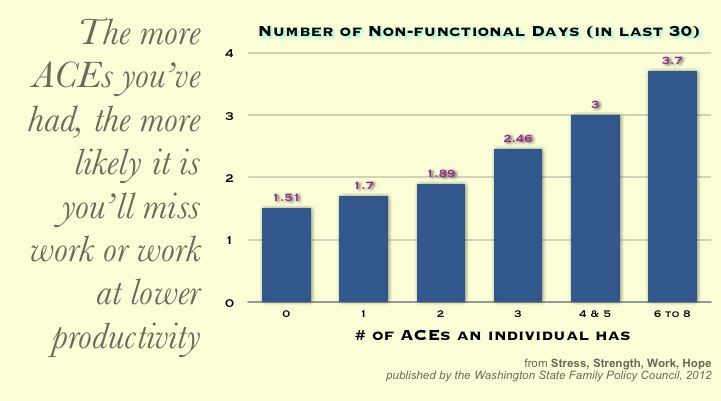 The more
ACEs you've
had, the more
likely it is
you'll miss
work or work
at lower
productivity
Number of Non-functional Days (in last 30)
4
3
2
1
0
1.51
1.7
1.89
2.46
3
3.7
0
1
2
3
4 & 5
6 to 8
# of ACEs an individual has
from Stress, Strength, Work, Hope
published by the Washington State Family Policy Council, 2012